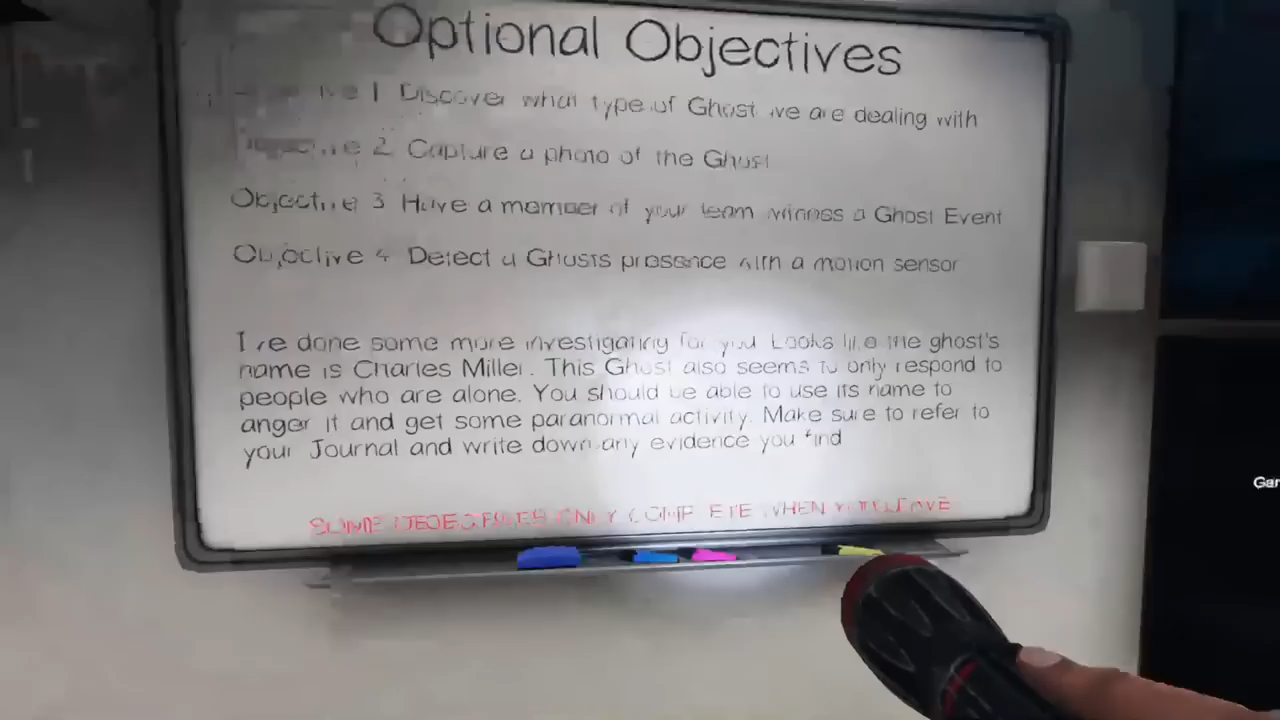 Optional Objectives
1 Discover what type of Ghost we are dealing with
2 Capture a photo of the Ghost
Objective 3 Have a member of your team witness a Ghost Event
Objective 4 Detect a Ghosts presence with a motion sensor
I've done some more investigating for you Looks like the ghost's
name is Charles Miller. This Ghost also seems to only respond to
people who are alone. You should be able to use its name to
anger it and get some paranormal activity. Make sure to refer to
your Journal and write down any evidence you find
SOME OBJECTIVES ONLY COMPLETE WHEN YOU LEAVE
Gar